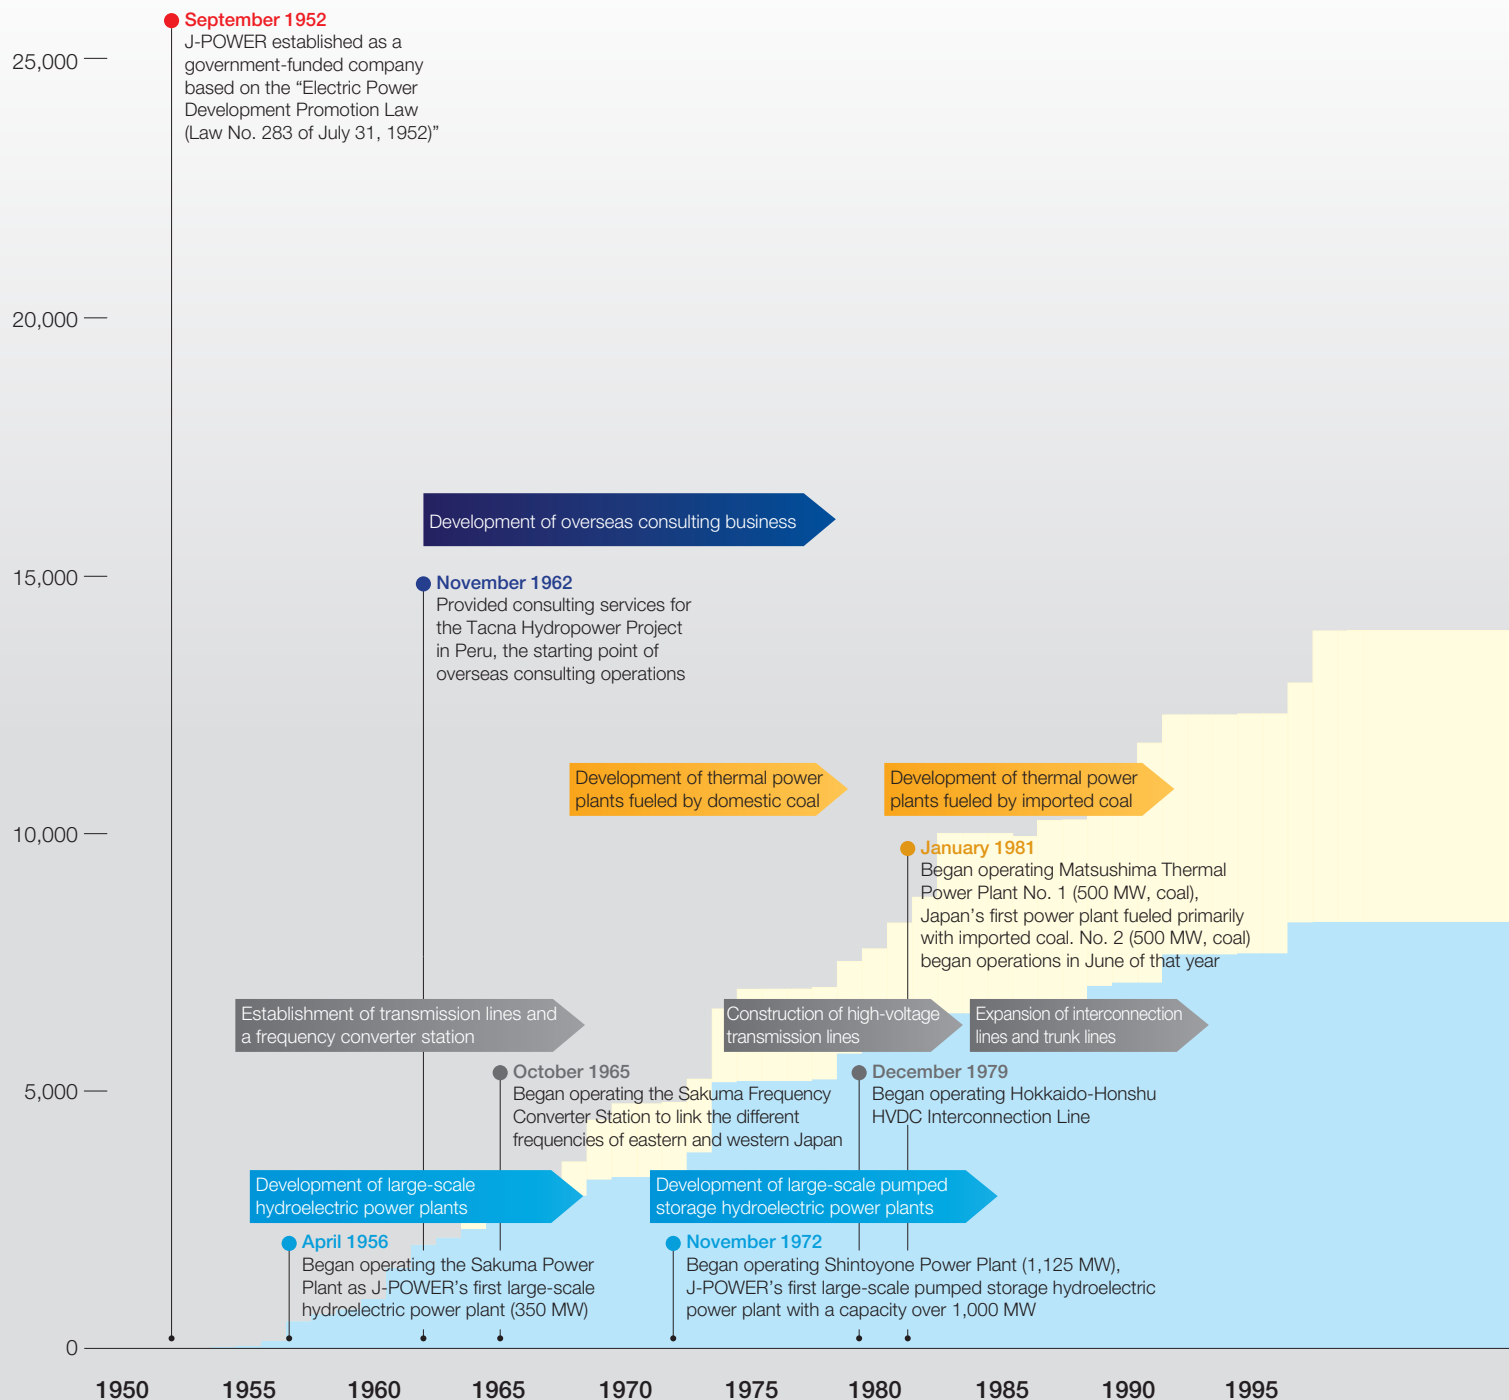 September 1952
J-POWER established as a
government-funded company
based on the “Electric Power
Development Promotion Law
(Law No. 283 of July 31, 1952)”
25,000
20,000
15,000
10,000
5,000
0
Development of overseas consulting business
November 1962
Provided consulting services for
the Tacna Hydropower Project
in Peru, the starting point of
overseas consulting operations
Development of thermal power
plants fueled by domestic coal
Development of thermal power
plants fueled by imported coal
January 1981
Began operating Matsushima Thermal
Power Plant No. 1 (500 MW, coal),
Japan’s first power plant fueled primarily
with imported coal. No. 2 (500 MW, coal)
began operations in June of that year
Establishment of transmission lines and
a frequency converter station
Construction of high-voltage
transmission lines
Expansion of interconnection
lines and trunk lines
October 1965
Began operating the Sakuma Frequency
Converter Station to link the different
frequencies of eastern and western Japan
December 1979
Began operating Hokkaido-Honshu
HVDC Interconnection Line
Development of large-scale
hydroelectric power plants
Development of large-scale pumped
storage hydroelectric power plants
April 1956
Began operating the Sakuma Power
Plant as J-POWER’s first large-scale
hydroelectric power plant (350 MW)
November 1972
Began operating Shintoyone Power Plant (1,125 MW),
J-POWER’s first large-scale pumped storage hydroelectric
power plant with a capacity over 1,000 MW
1950 1955 1960 1965 1970 1975 1980 1985 1990 1995